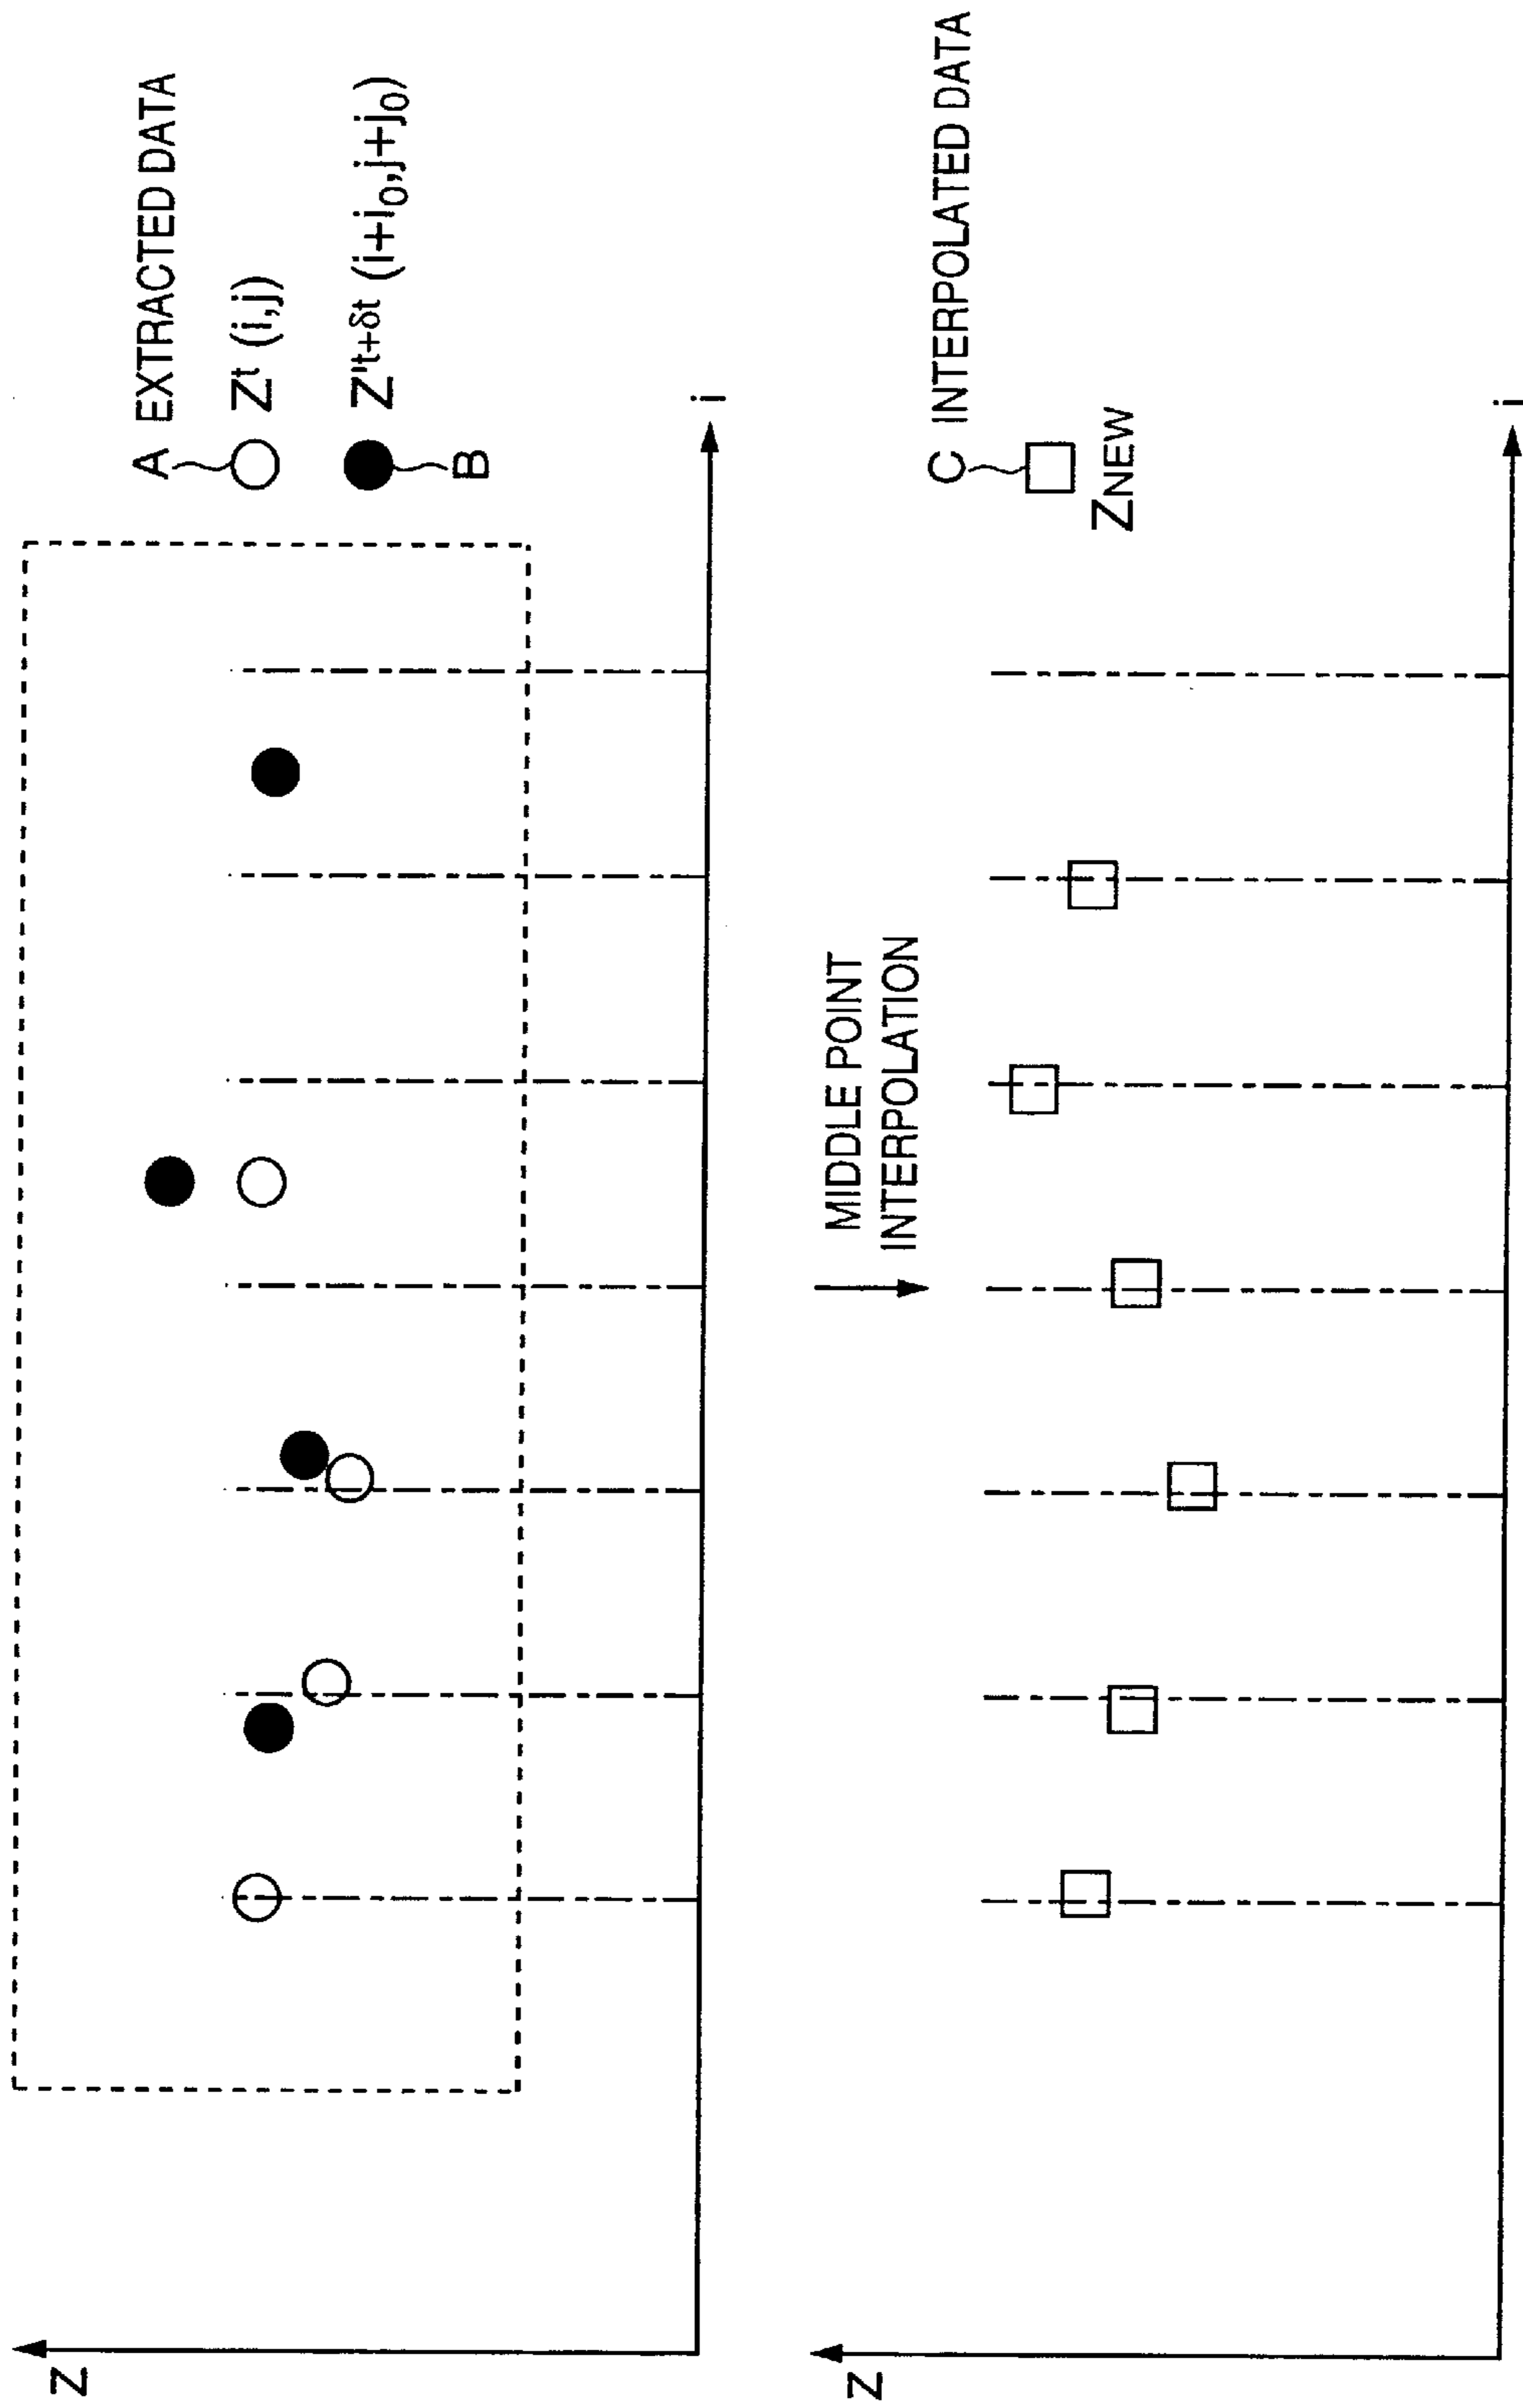 Z
i
A EXTRACTED DATA
Zᵗ (i,j)
Z'ᵗ⁺ᵟᵗ (i+i₀,j+j₀)
B
MIDDLE POINT
INTERPOLATION
Z
i
C INTERPOLATED DATA
ZNEW